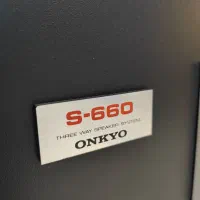 S-660
THREE WAY SPEAKER SYSTEM
ONKYO